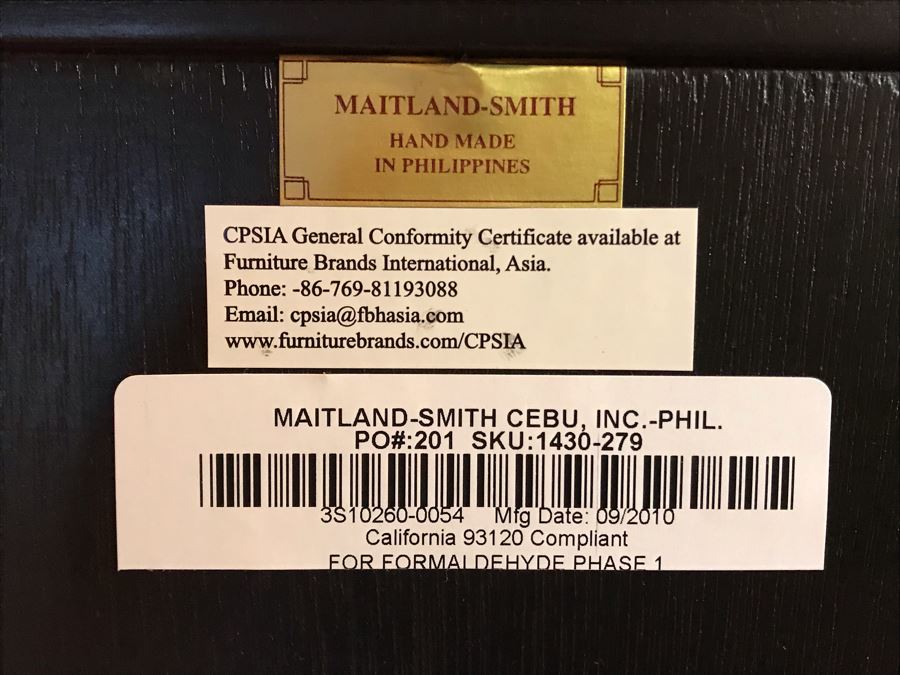 MAITLAND-SMITH
HAND MADE
IN PHILIPPINES
CPSIA General Conformity Certificate available at
Furniture Brands International, Asia.
Phone: -86-769-81193088
Email: cpsia@fbhasia.com
www.furniturebrands.com/CPSIA
MAITLAND-SMITH CEBU, INC.-PHIL.
PO#:201 SKU:1430-279
3S10260-0054 Mfg Date: 09/2010
California 93120 Compliant
FOR FORMALDEHYDE PHASE 1